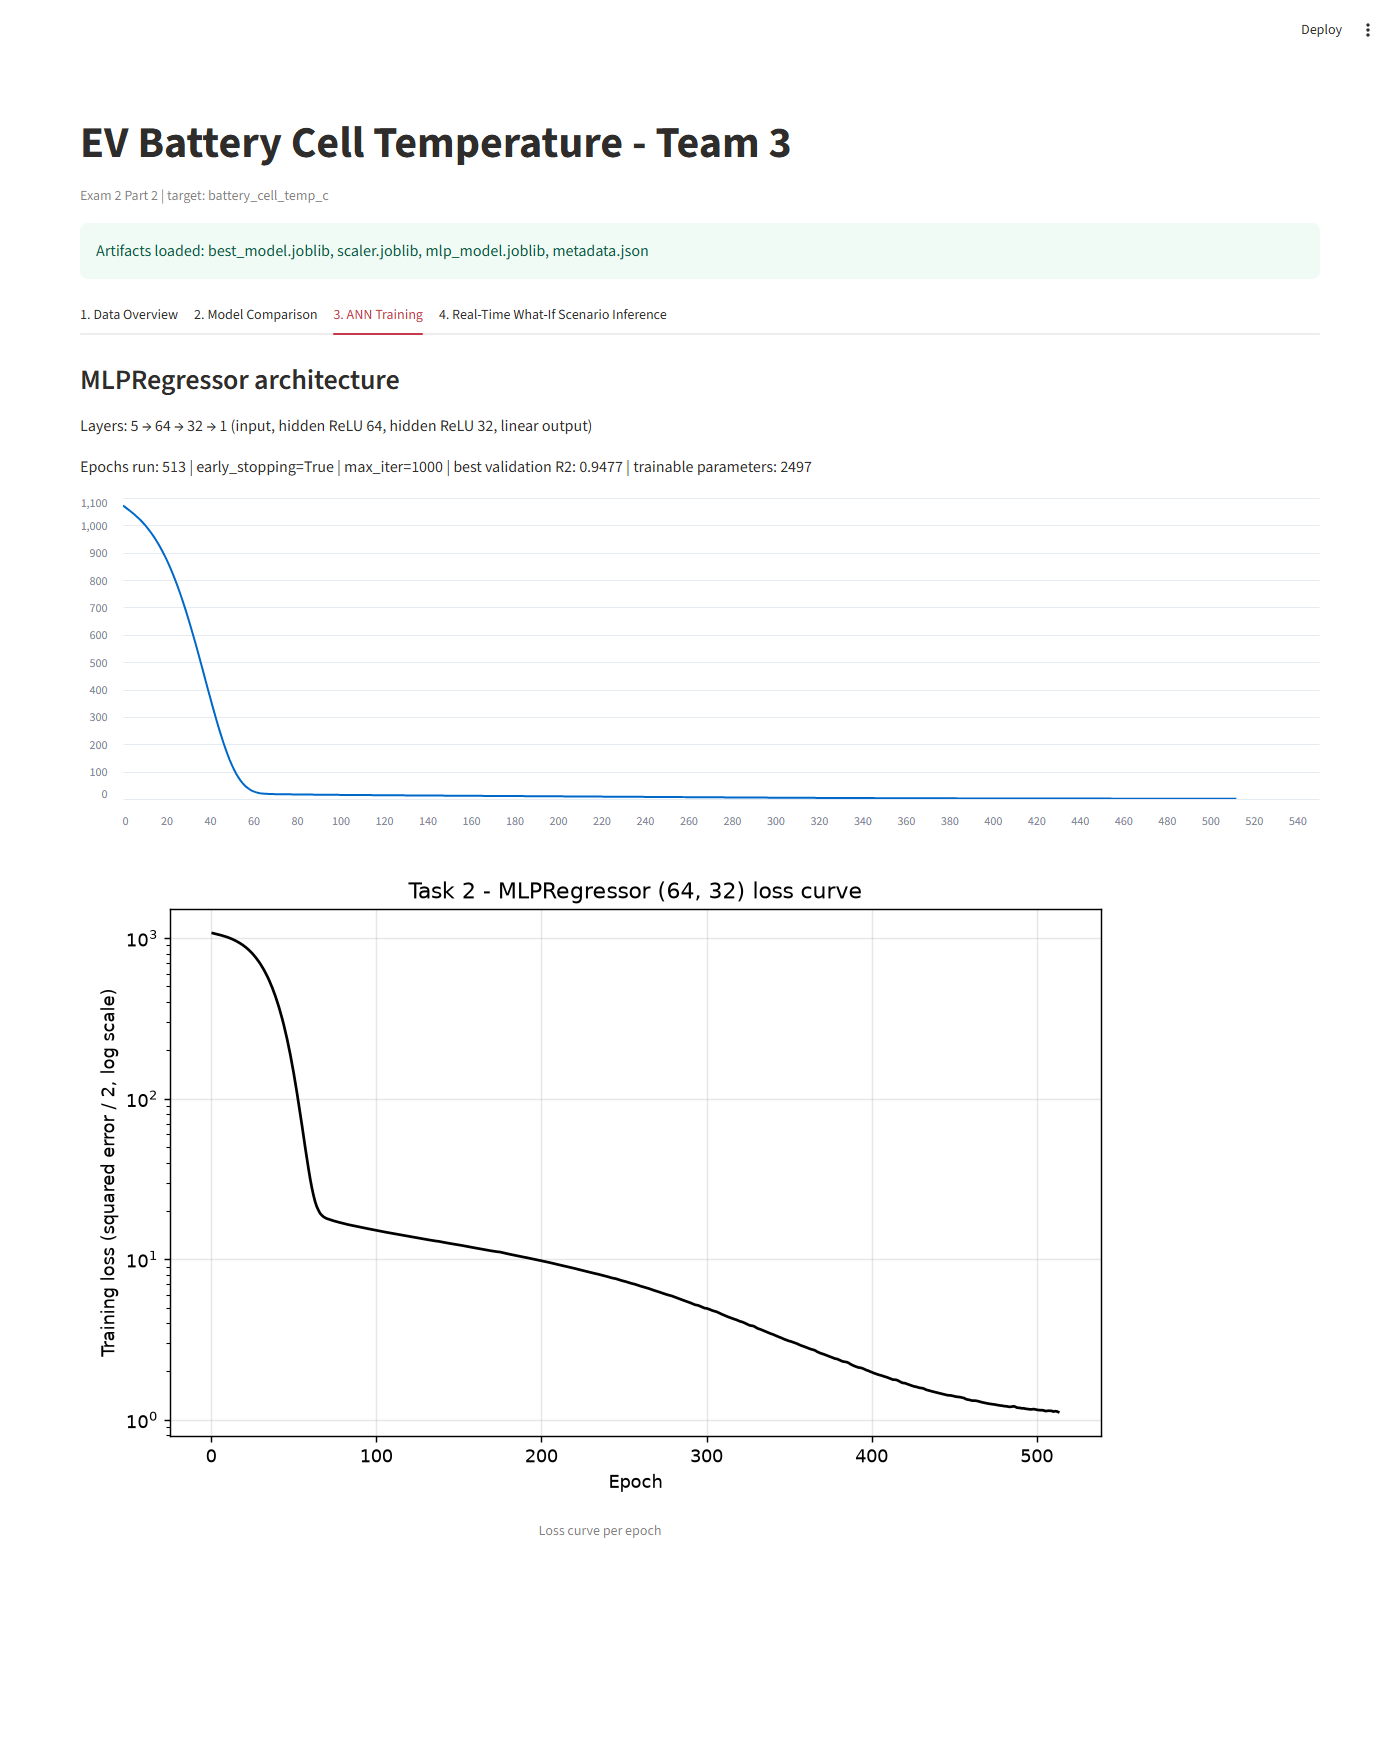 Deploy
EV Battery Cell Temperature - Team 3
Exam 2 Part 2 | target: battery_cell_temp_c
Artifacts loaded: best_model.joblib, scaler.joblib, mlp_model.joblib, metadata.json
1. Data Overview 2. Model Comparison 3. ANN Training 4. Real-Time What-If Scenario Inference
MLPRegressor architecture
Layers: 5 → 64 → 32 → 1 (input, hidden ReLU 64, hidden ReLU 32, linear output)
Epochs run: 513 | early_stopping=True | max_iter=1000 | best validation R2: 0.9477 | trainable parameters: 2497
1,100
1,000
900
800
700
600
500
400
300
200
100
0
0 20 40 60 80 100 120 140 160 180 200 220 240 260 280 300 320 340 360 380 400 420 440 460 480 500 520 540
Task 2 - MLPRegressor (64, 32) loss curve
Training loss (squared error / 2, log scale)
10³
10²
10¹
10⁰
0 100 200 300 400 500
Epoch
Loss curve per epoch